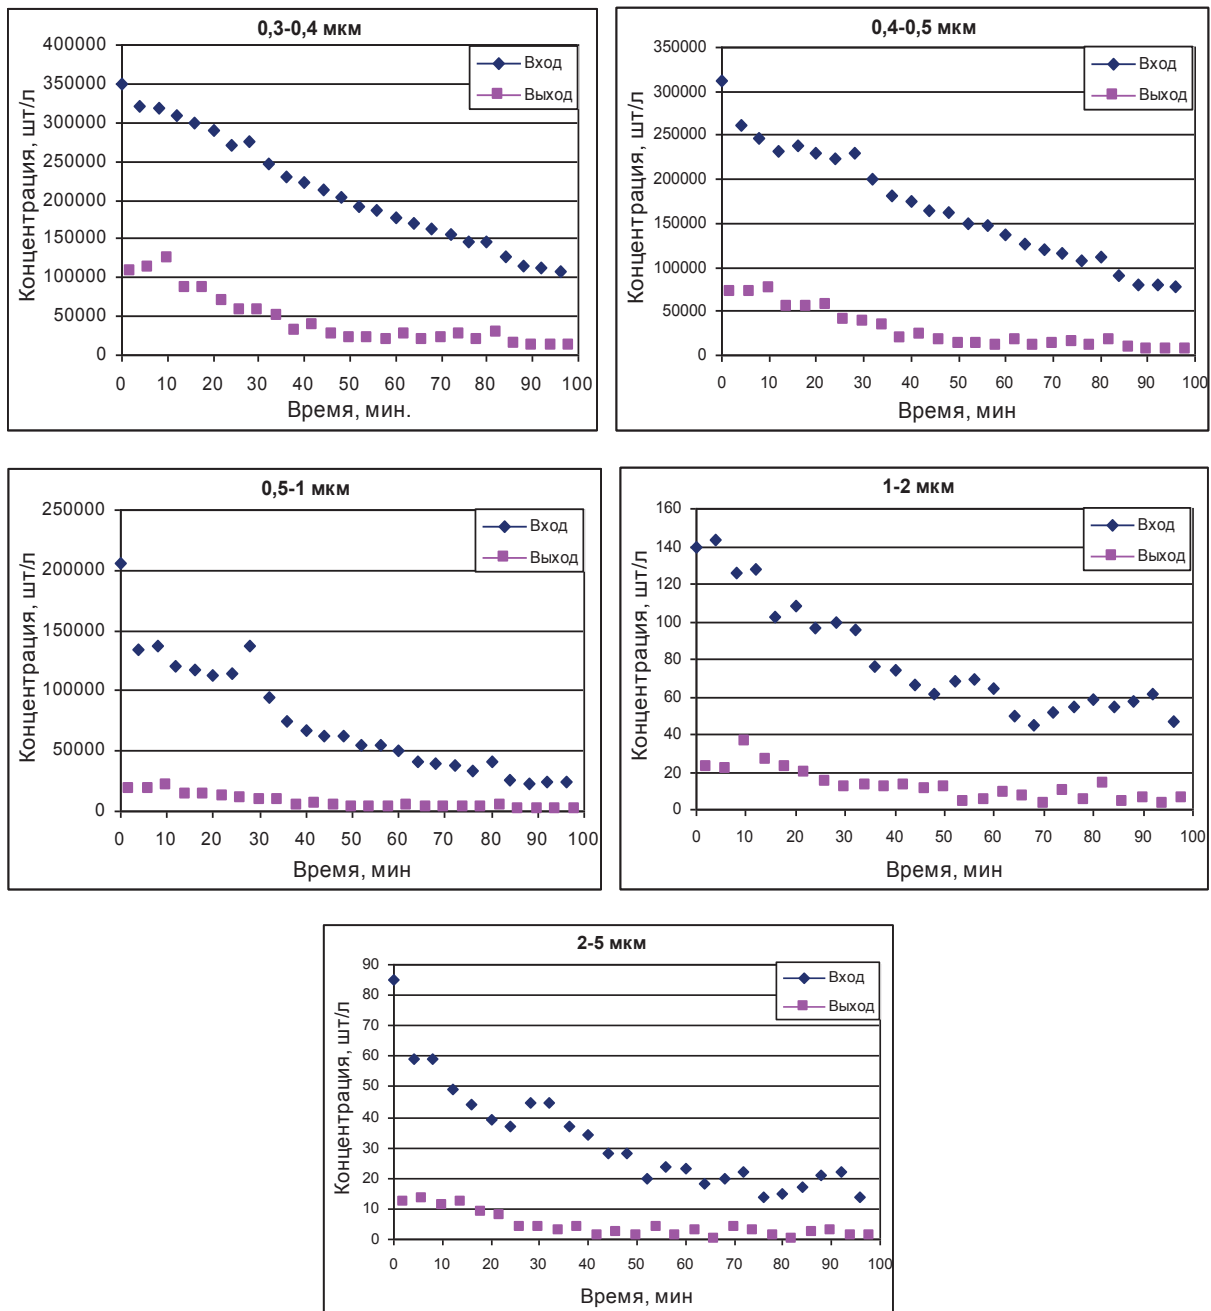 0,3-0,4 мкм
Концентрация, шт/л
400000
350000
300000
250000
200000
150000
100000
50000
0
Вход
Выход
0 10 20 30 40 50 60 70 80 90 100
Время, мин.
0,4-0,5 мкм
Концентрация, шт/л
350000
300000
250000
200000
150000
100000
50000
0
Вход
Выход
0 10 20 30 40 50 60 70 80 90 100
Время, мин
0,5-1 мкм
Концентрация, шт/л
250000
200000
150000
100000
50000
0
Вход
Выход
0 10 20 30 40 50 60 70 80 90 100
Время, мин
1-2 мкм
Концентрация, шт/л
160
140
120
100
80
60
40
20
0
Вход
Выход
0 10 20 30 40 50 60 70 80 90 100
Время, мин
2-5 мкм
Концентрация, шт/л
90
80
70
60
50
40
30
20
10
0
Вход
Выход
0 10 20 30 40 50 60 70 80 90 100
Время, мин